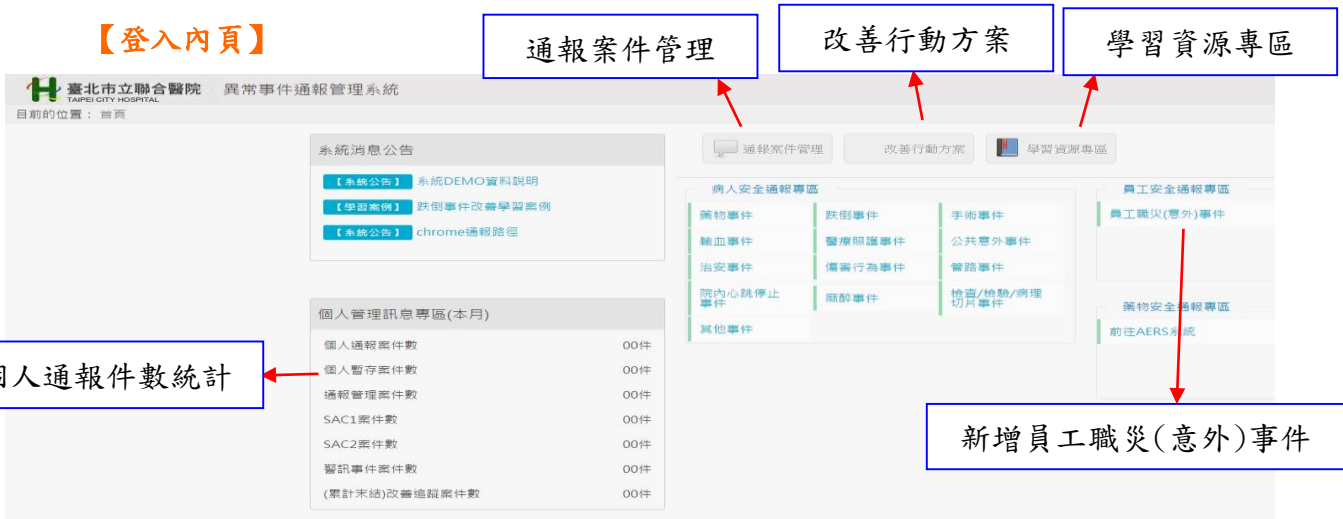 【登入內頁】
通報案件管理
改善行動方案
學習資源專區
臺北市立聯合醫院 異常事件通報管理系統
TAIPEI CITY HOSPITAL
目前的位置： 首頁
系統消息公告
【系統公告】 系統DEMO資料說明
【學習案例】 跌倒事件改善學習案例
【系統公告】 chrome通報路徑
個人管理訊息專區(本月)
個人通報案件數 00件
個人暫存案件數 00件
通報管理案件數 00件
SAC1案件數 00件
SAC2案件數 00件
警訊事件案件數 00件
(累計未結)改善追蹤案件數 00件
個人通報件數統計
通報案件管理 改善行動方案 學習資源專區
病人安全通報專區
藥物事件 跌倒事件 手術事件
輸血事件 醫療照護事件 公共意外事件
治安事件 傷害行為事件 管路事件
院內心跳停止
事件
麻醉事件
檢查/檢驗/病理
切片事件
其他事件
員工安全通報專區
員工職災(意外)事件
藥物安全通報專區
前往AERS系統
新增員工職災(意外)事件